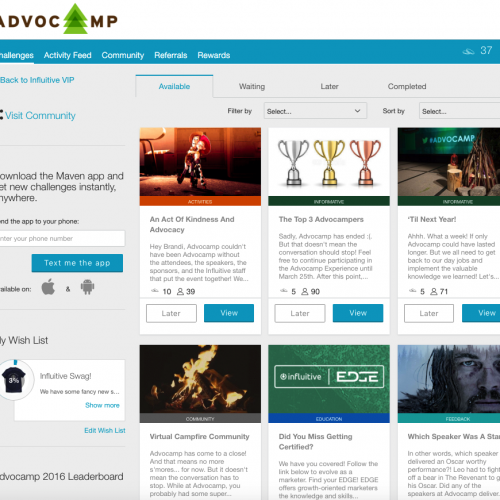 ADVOCAMP
hallenges Activity Feed Community Referrals Rewards 37
Back to Influitive VIP
Visit Community
ownload the Maven app and
et new challenges instantly,
nywhere.
end the app to your phone:
nter your phone number
Text me the app
vailable on: &
y Wish List
3%
Influitive Swag!
We have some fancy new s...
Show more
Edit Wish List
dvocamp 2016 Leaderboard
Available Waiting Later Completed
Filter by Select... Sort by Select...
ACTIVITIES
An Act Of Kindness And
Advocacy
Hey Brandi, Advocamp couldn't
have been Advocamp without
the attendees, the speakers, the
sponsors, and the Influitive staff
that put the event together! We...
10 39
Later View
INFORMATIVE
The Top 3 Advocampers
Sadly, Advocamp has ended :(.
But that doesn't mean the
conversation should stop! Feel
free to continue participating in
the Advocamp Experience until
March 25th. After this point,...
5 90
Later View
#ADVOCAMP
INFORMATIVE
'Til Next Year!
Ahhh. What a week! If only
Advocamp could have lasted
longer. But we all need to get
back to our day jobs and
implement the valuable
knowledge we learned! Let's...
5 71
Later View
COMMUNITY
Virtual Campfire Community
Advocamp has come to a close!
And that means no more
s'mores... for now. But it doesn't
mean the conversation has to
stop. While at Advocamp, you
probably had some super...
influitive EDGE
EDUCATION
Did You Miss Getting
Certified?
We have you covered! Follow the
link below to evolve as a
marketer. Find your EDGE! EDGE
offers growth-oriented marketers
the knowledge and skills...
FEEDBACK
Which Speaker Was A Star
In other words, which speaker
delivered an Oscar worthy
performance? Leo had to fight
off a bear in The Revenant to
his Oscar. Did any of the
speakers at Advocamp